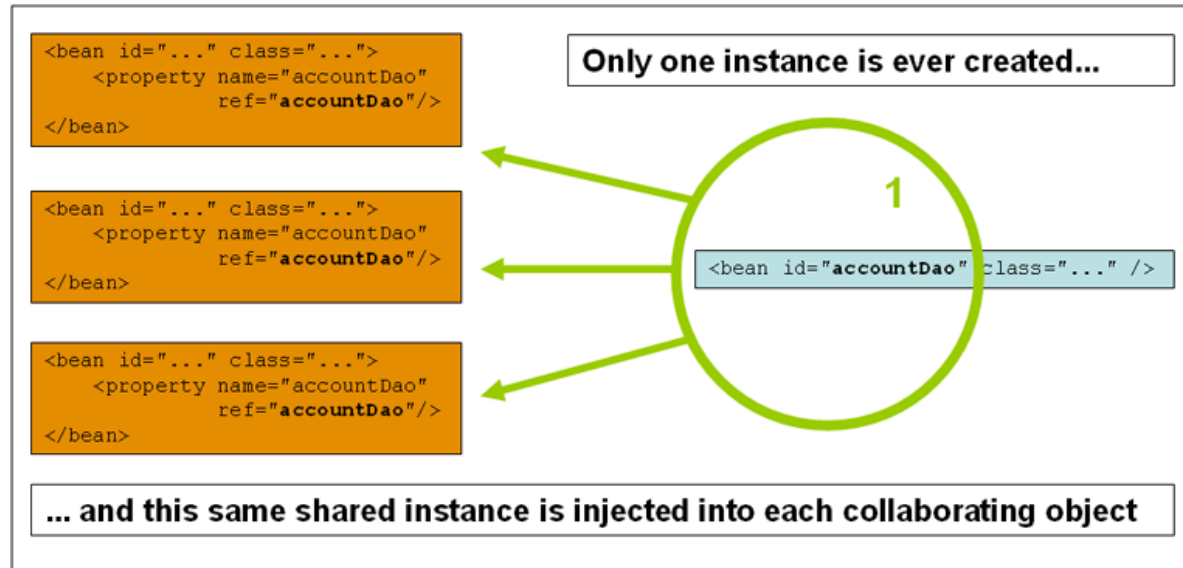 <bean id="..." class="...">
<property name="accountDao"
ref="accountDao"/>
</bean>
Only one instance is ever created...
<bean id="..." class="...">
<property name="accountDao"
ref="accountDao"/>
</bean>
1
<bean id="accountDao" class="..." />
<bean id="..." class="...">
<property name="accountDao"
ref="accountDao"/>
</bean>
... and this same shared instance is injected into each collaborating object